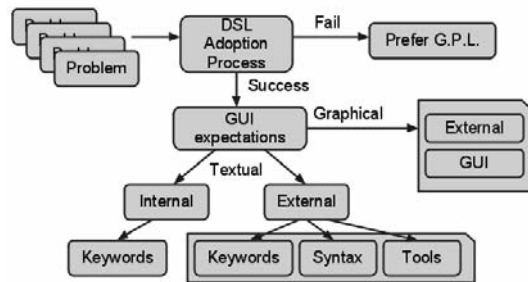 Problem
DSL
Adoption
Process
Fail
Prefer G.P.L.
Success
GUI
expectations
Graphical
External
GUI
Textual
Internal
External
Keywords
Keywords
Syntax
Tools